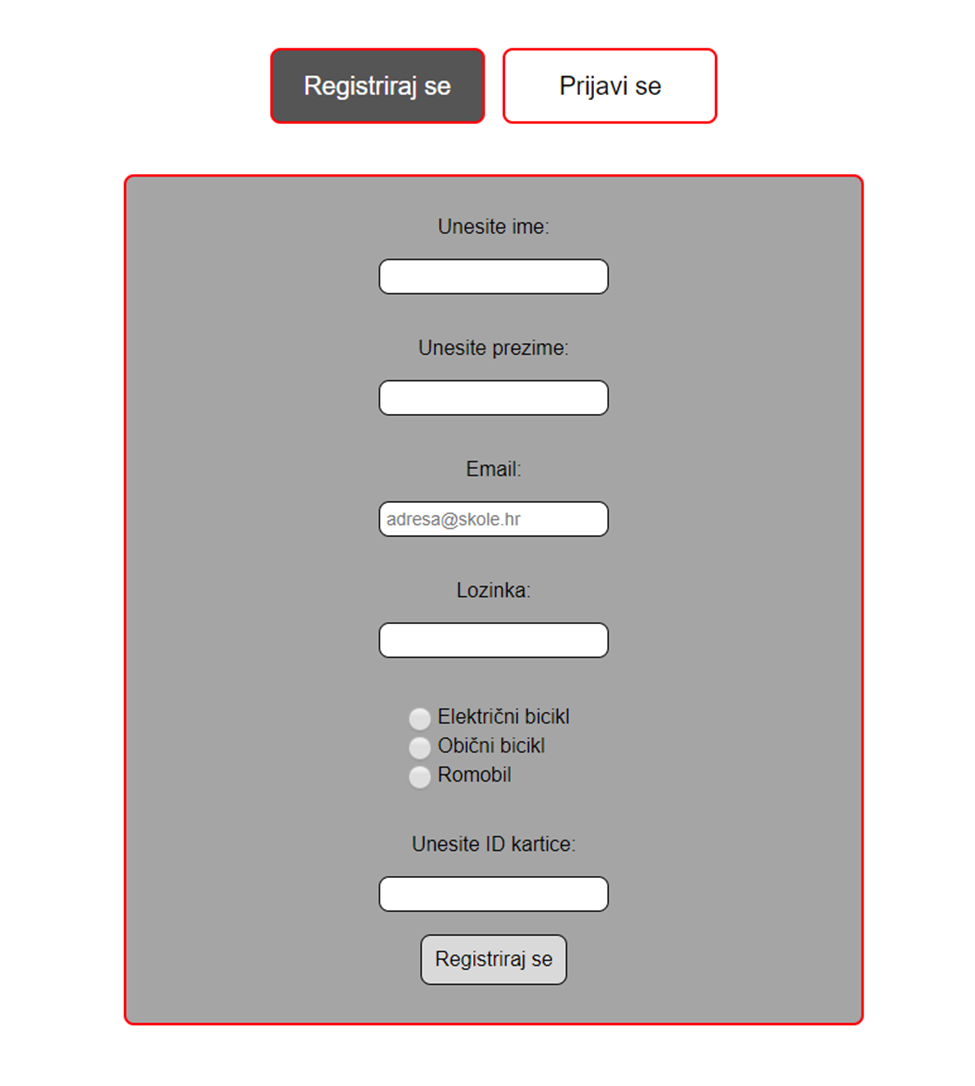 Registriraj se
Prijavi se
Unesite ime:
Unesite prezime:
Email:
adresa@skole.hr
Lozinka:
Električni bicikl
Obični bicikl
Romobil
Unesite ID kartice:
Registriraj se